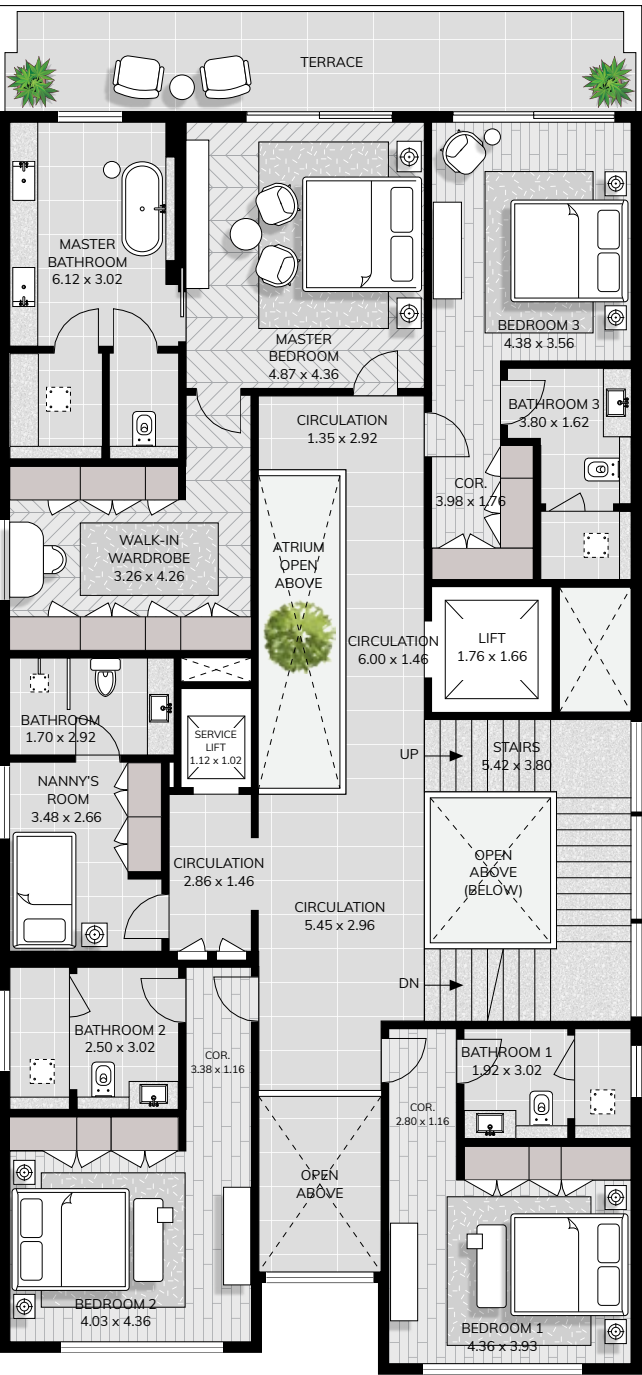 TERRACE
MASTER
BATHROOM
6.12 x 3.02
MASTER
BEDROOM
4.87 x 4.36
BEDROOM 3
4.38 x 3.56
BATHROOM 3
3.80 x 1.62
CIRCULATION
1.35 x 2.92
COR.
3.98 x 1.76
WALK-IN
WARDROBE
3.26 x 4.26
ATRIUM
OPEN
ABOVE
CIRCULATION
6.00 x 1.46
LIFT
1.76 x 1.66
BATHROOM
1.70 x 2.92
SERVICE
LIFT
1.12 x 1.02
UP
STAIRS
5.42 x 3.80
NANNY'S
ROOM
3.48 x 2.66
CIRCULATION
2.86 x 1.46
OPEN
ABOVE
(BELOW)
CIRCULATION
5.45 x 2.96
DN
BATHROOM 2
2.50 x 3.02
COR.
3.38 x 1.16
BATHROOM 1
1.92 x 3.02
COR.
2.80 x 1.16
OPEN
ABOVE
BEDROOM 2
4.03 x 4.36
BEDROOM 1
4.36 x 3.93